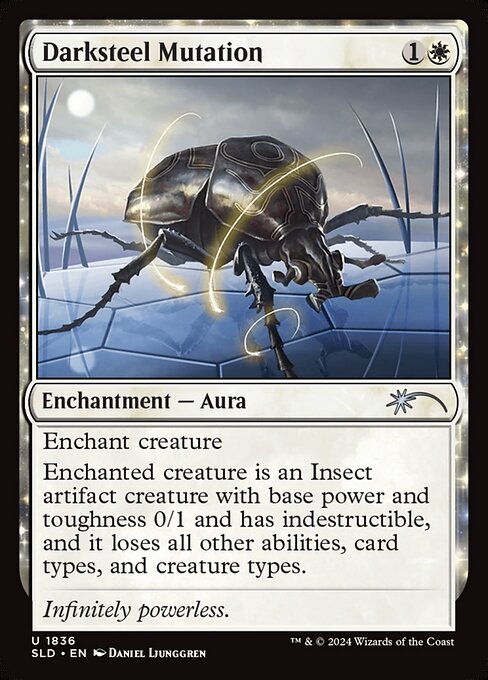 Darksteel Mutation 1
Enchantment — Aura
Enchant creature
Enchanted creature is an Insect
artifact creature with base power and
toughness 0/1 and has indestructible,
and it loses all other abilities, card
types, and creature types.
Infinitely powerless.
U 1836
SLD • EN Daniel Ljunggren
™ & © 2024 Wizards of the Coast